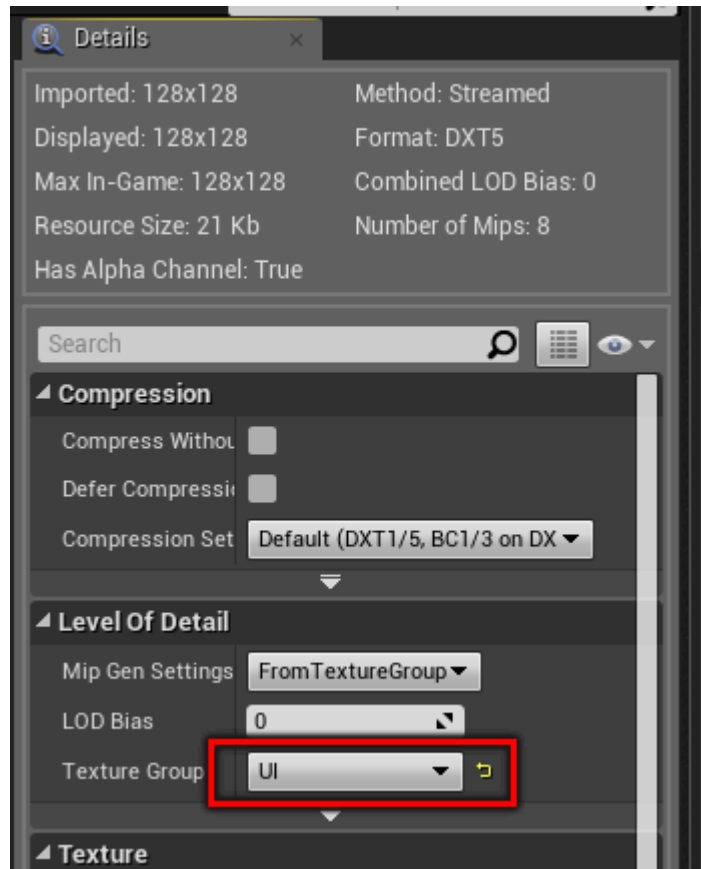 Details
Imported: 128x128 Method: Streamed
Displayed: 128x128 Format: DXT5
Max In-Game: 128x128 Combined LOD Bias: 0
Resource Size: 21 Kb Number of Mips: 8
Has Alpha Channel: True
Search
Compression
Compress Withou
Defer Compressi
Compression Set Default (DXT1/5, BC1/3 on DX
Level Of Detail
Mip Gen Settings FromTextureGroup
LOD Bias 0
Texture Group UI
Texture